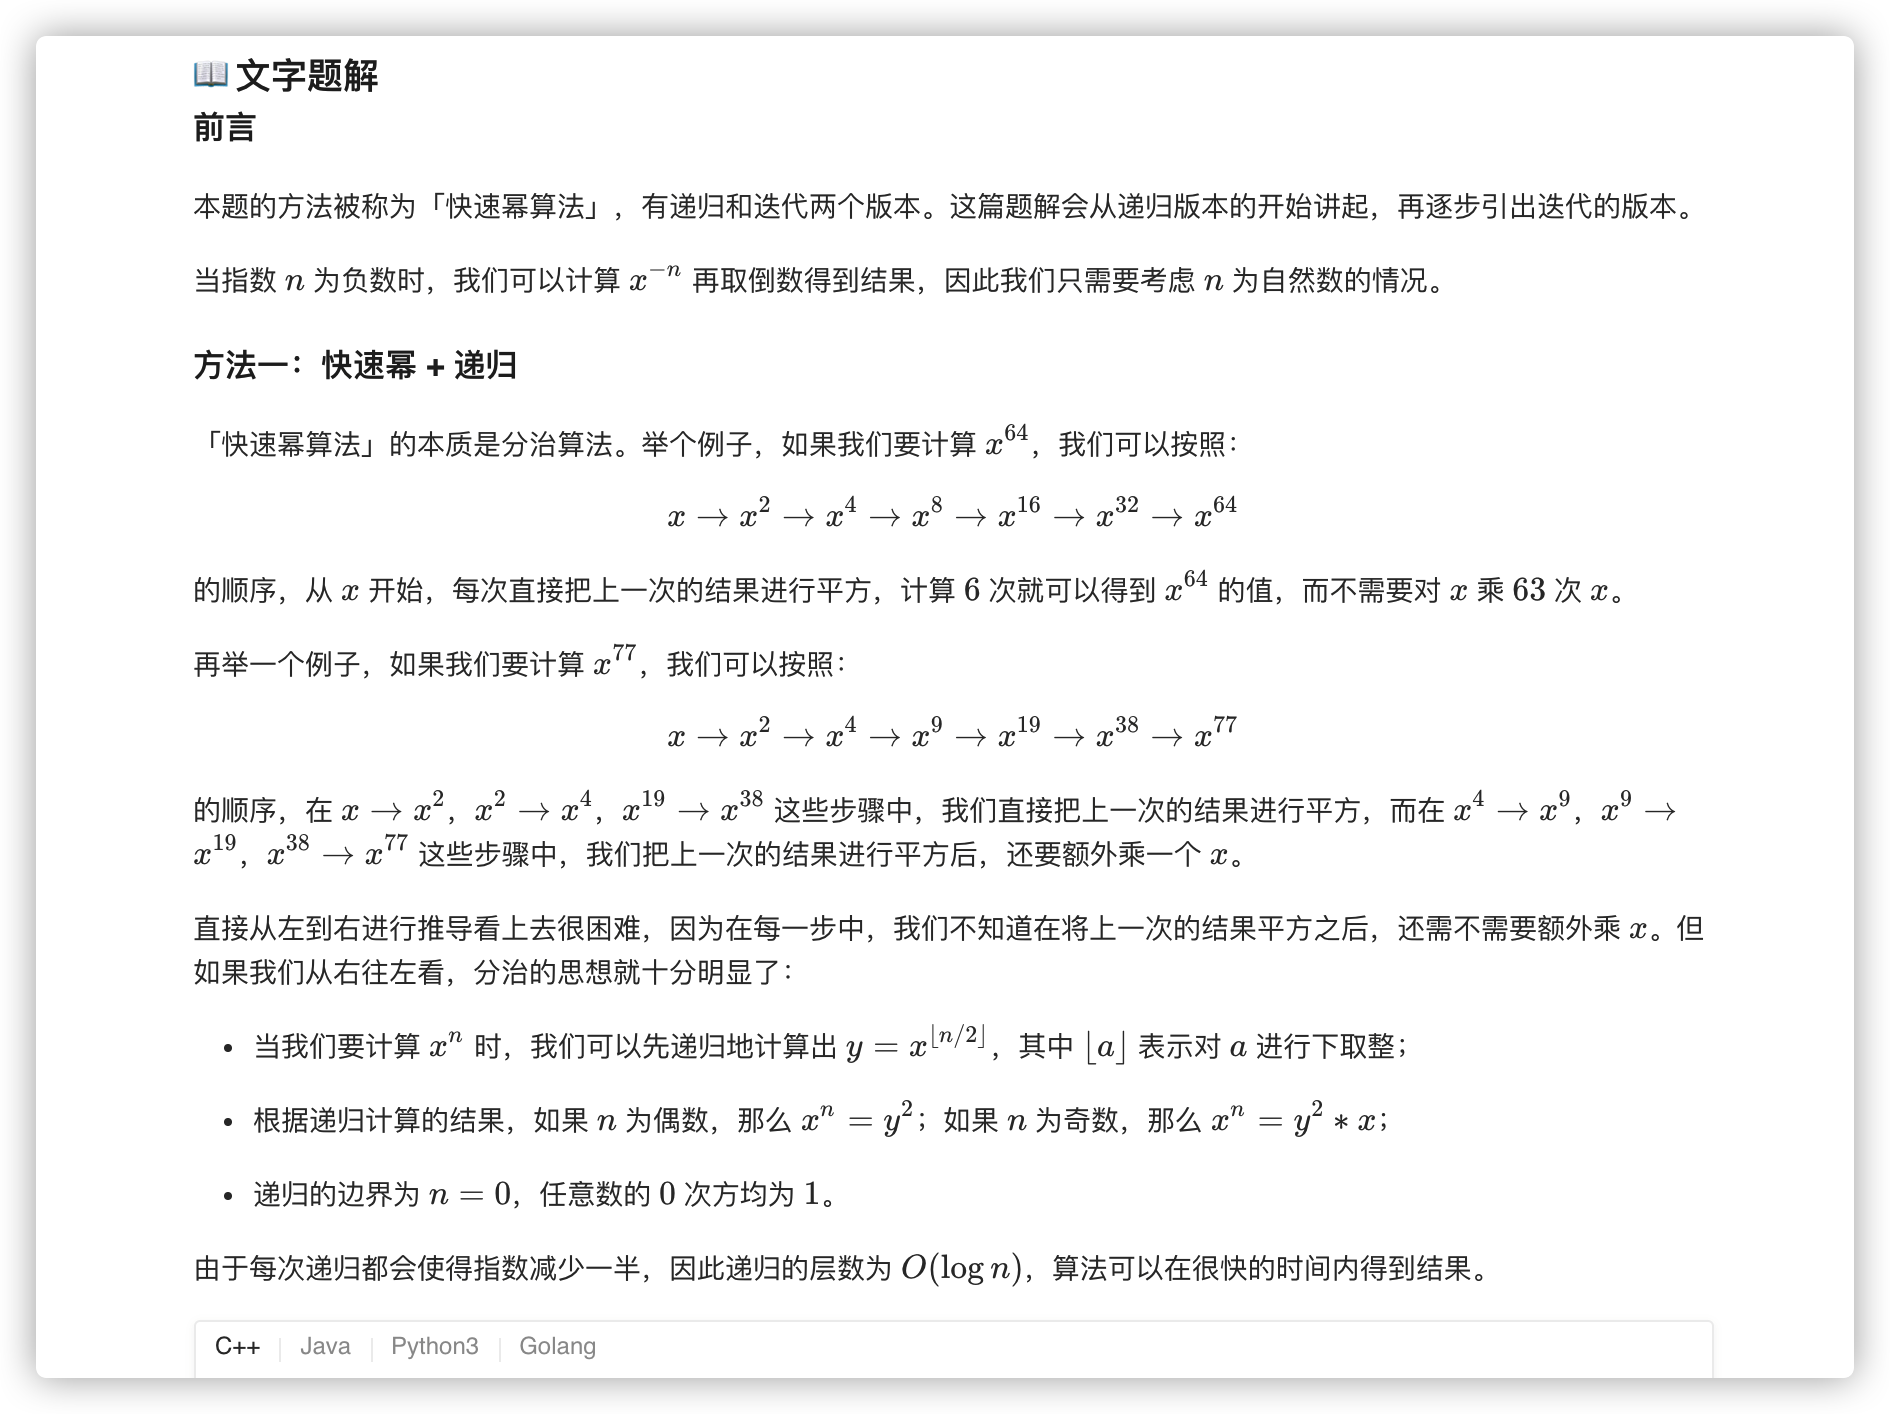 📖 文字题解
前言
本题的方法被称为「快速幂算法」，有递归和迭代两个版本。这篇题解会从递归版本的开始讲起，再逐步引出迭代的版本。
当指数 n 为负数时，我们可以计算 x^{-n} 再取倒数得到结果，因此我们只需要考虑 n 为自然数的情况。
方法一：快速幂 + 递归
「快速幂算法」的本质是分治算法。举个例子，如果我们要计算 x^{64}，我们可以按照：
x → x^2 → x^4 → x^8 → x^{16} → x^{32} → x^{64}
的顺序，从 x 开始，每次直接把上一次的结果进行平方，计算 6 次就可以得到 x^{64} 的值，而不需要对 x 乘 63 次 x。
再举一个例子，如果我们要计算 x^{77}，我们可以按照：
x → x^2 → x^4 → x^9 → x^{19} → x^{38} → x^{77}
的顺序，在 x → x^2，x^2 → x^4，x^{19} → x^{38} 这些步骤中，我们直接把上一次的结果进行平方，而在 x^4 → x^9，x^9 →
x^{19}，x^{38} → x^{77} 这些步骤中，我们把上一次的结果进行平方后，还要额外乘一个 x。
直接从左到右进行推导看上去很困难，因为在每一步中，我们不知道在将上一次的结果平方之后，还需不需要额外乘 x。但
如果我们从右往左看，分治的思想就十分明显了：
• 当我们要计算 x^n 时，我们可以先递归地计算出 y = x^{⌊n/2⌋}，其中 ⌊a⌋ 表示对 a 进行下取整；
• 根据递归计算的结果，如果 n 为偶数，那么 x^n = y^2；如果 n 为奇数，那么 x^n = y^2 * x；
• 递归的边界为 n = 0，任意数的 0 次方均为 1。
由于每次递归都会使得指数减少一半，因此递归的层数为 O(log n)，算法可以在很快的时间内得到结果。
C++ | Java | Python3 | Golang